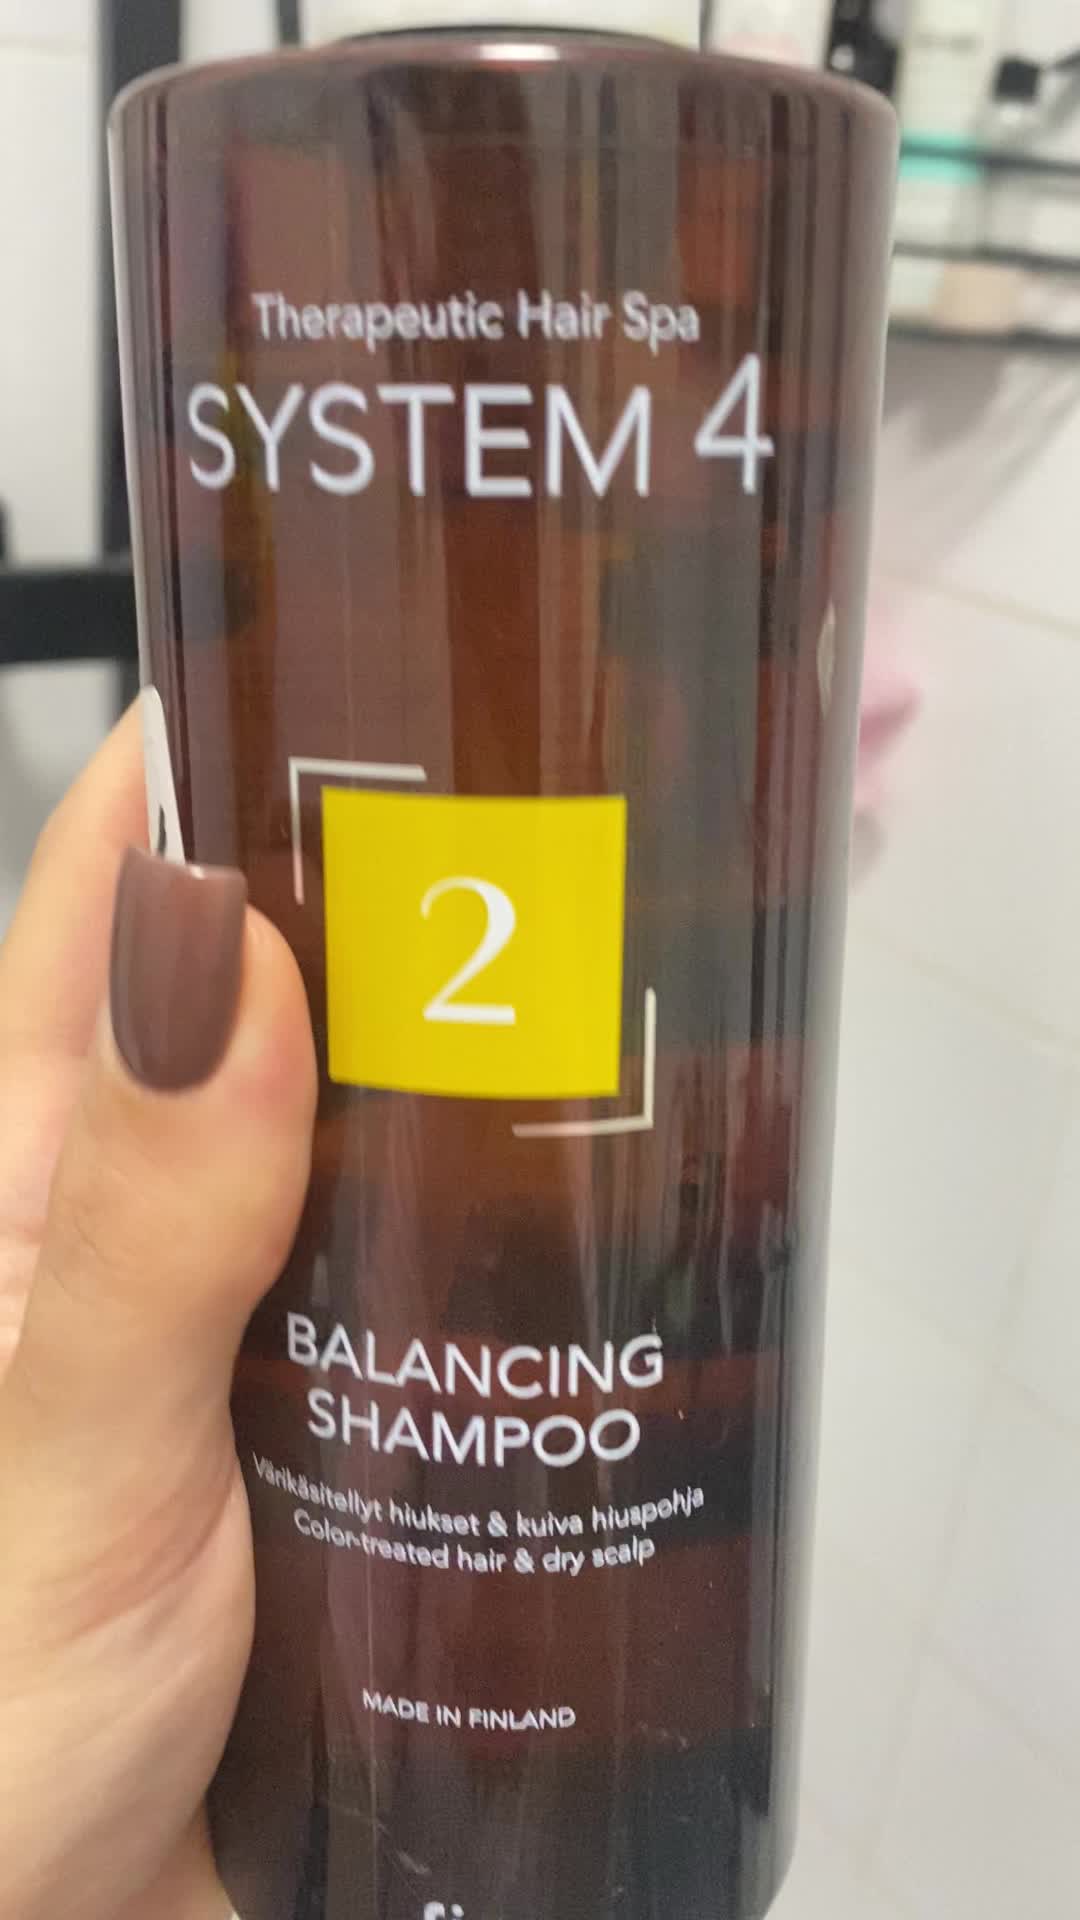 Therapeutic Hair Spa
SYSTEM 4
2
BALANCING
SHAMPOO
Värikäsitellyt hiukset & kuiva hiuspohja
Color-treated hair & dry scalp
MADE IN FINLAND